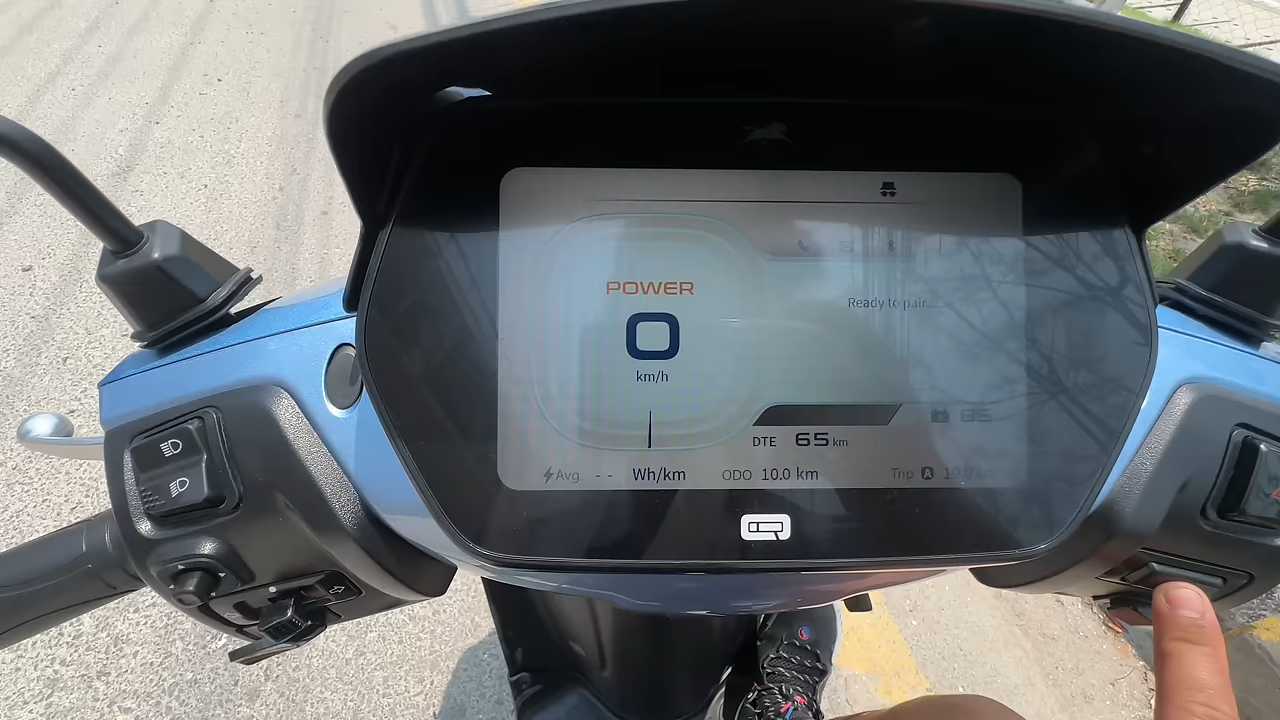 POWER
0
km/h
Ready to pair...
DTE 65 km
Avg -- Wh/km
ODO 10.0 km
Trip A